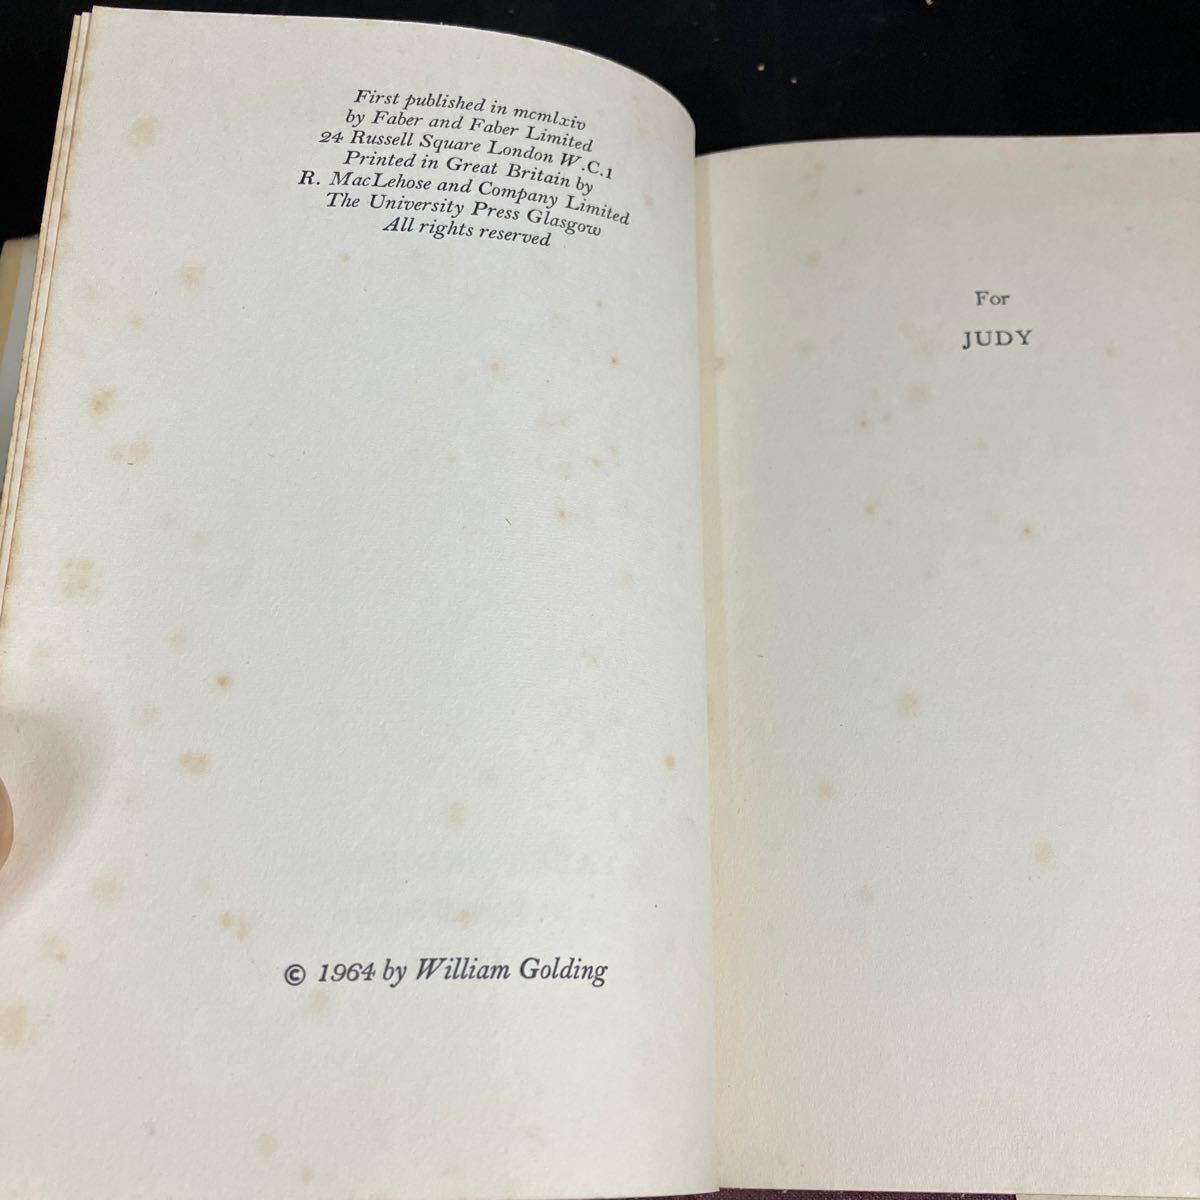 First published in mcmlxiv
by Faber and Faber Limited
24 Russell Square London W.C.1
Printed in Great Britain by
R. MacLehose and Company Limited
The University Press Glasgow
All rights reserved
© 1964 by William Golding
For
JUDY